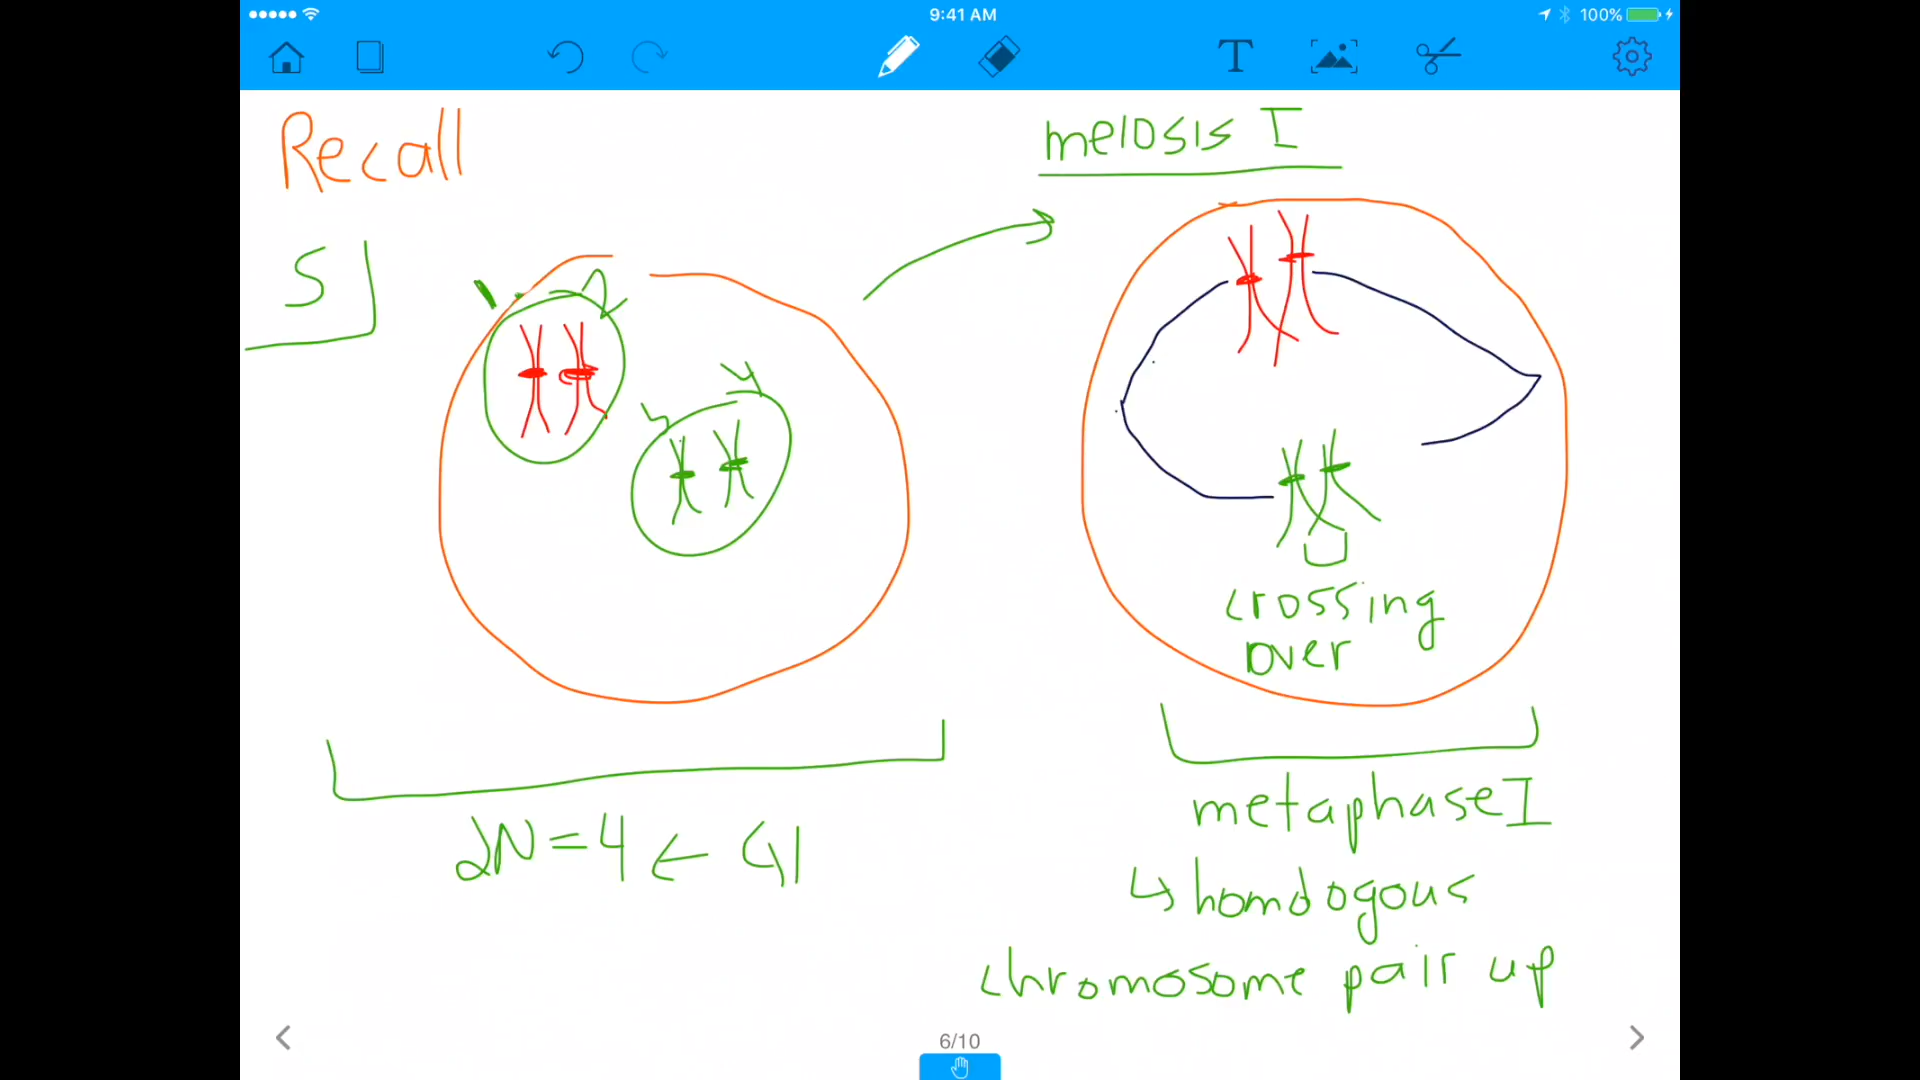 9:41 AM
100%
T
Recall
meiosis I
S
crossing
over
2N = 4 ← G1
metaphase I
↳ homologous
chromosome pair up
6/10